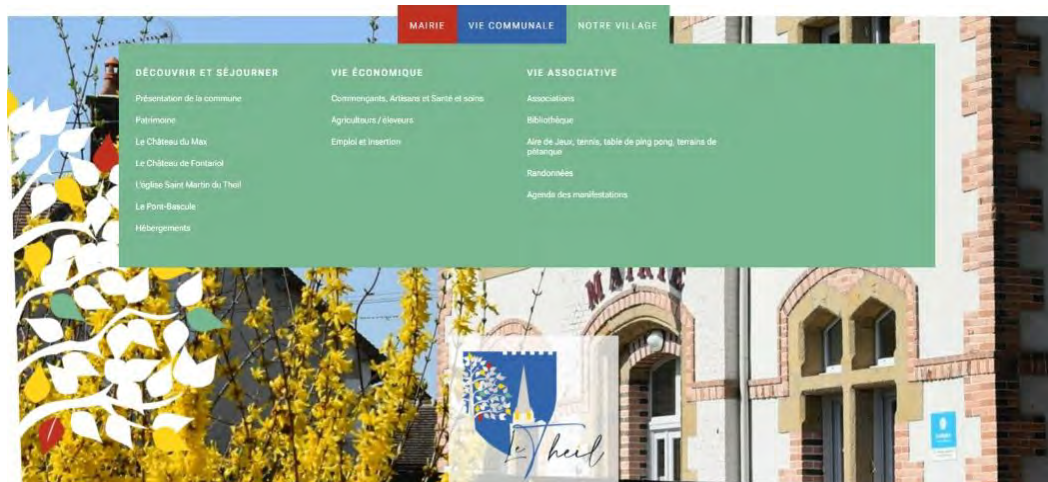 MAIRIE VIE COMMUNALE NOTRE VILLAGE
DÉCOUVRIR ET SÉJOURNER
Présentation de la commune
Patrimoine
Le Château du Max
Le Château de Fontariol
L'église Saint Martin du Theil
Le Pont-Bascule
Hébergements
VIE ÉCONOMIQUE
Commerçants, Artisans et Santé et soins
Agriculteurs / éleveurs
Emploi et Insertion
VIE ASSOCIATIVE
Associations
Bibliothèque
Aire de Jeux, tennis, table de ping pong, terrains de
pétanque
Randonnées
Agenda des manifestations
MAIRIE
Le Theil